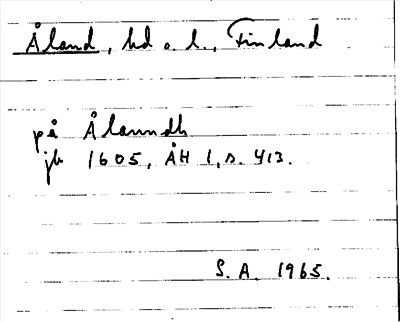 Åland, hd o. l., Finland
på Ålanndh
jb 1605, ÅH 1, s. 413.
S.A. 1965.